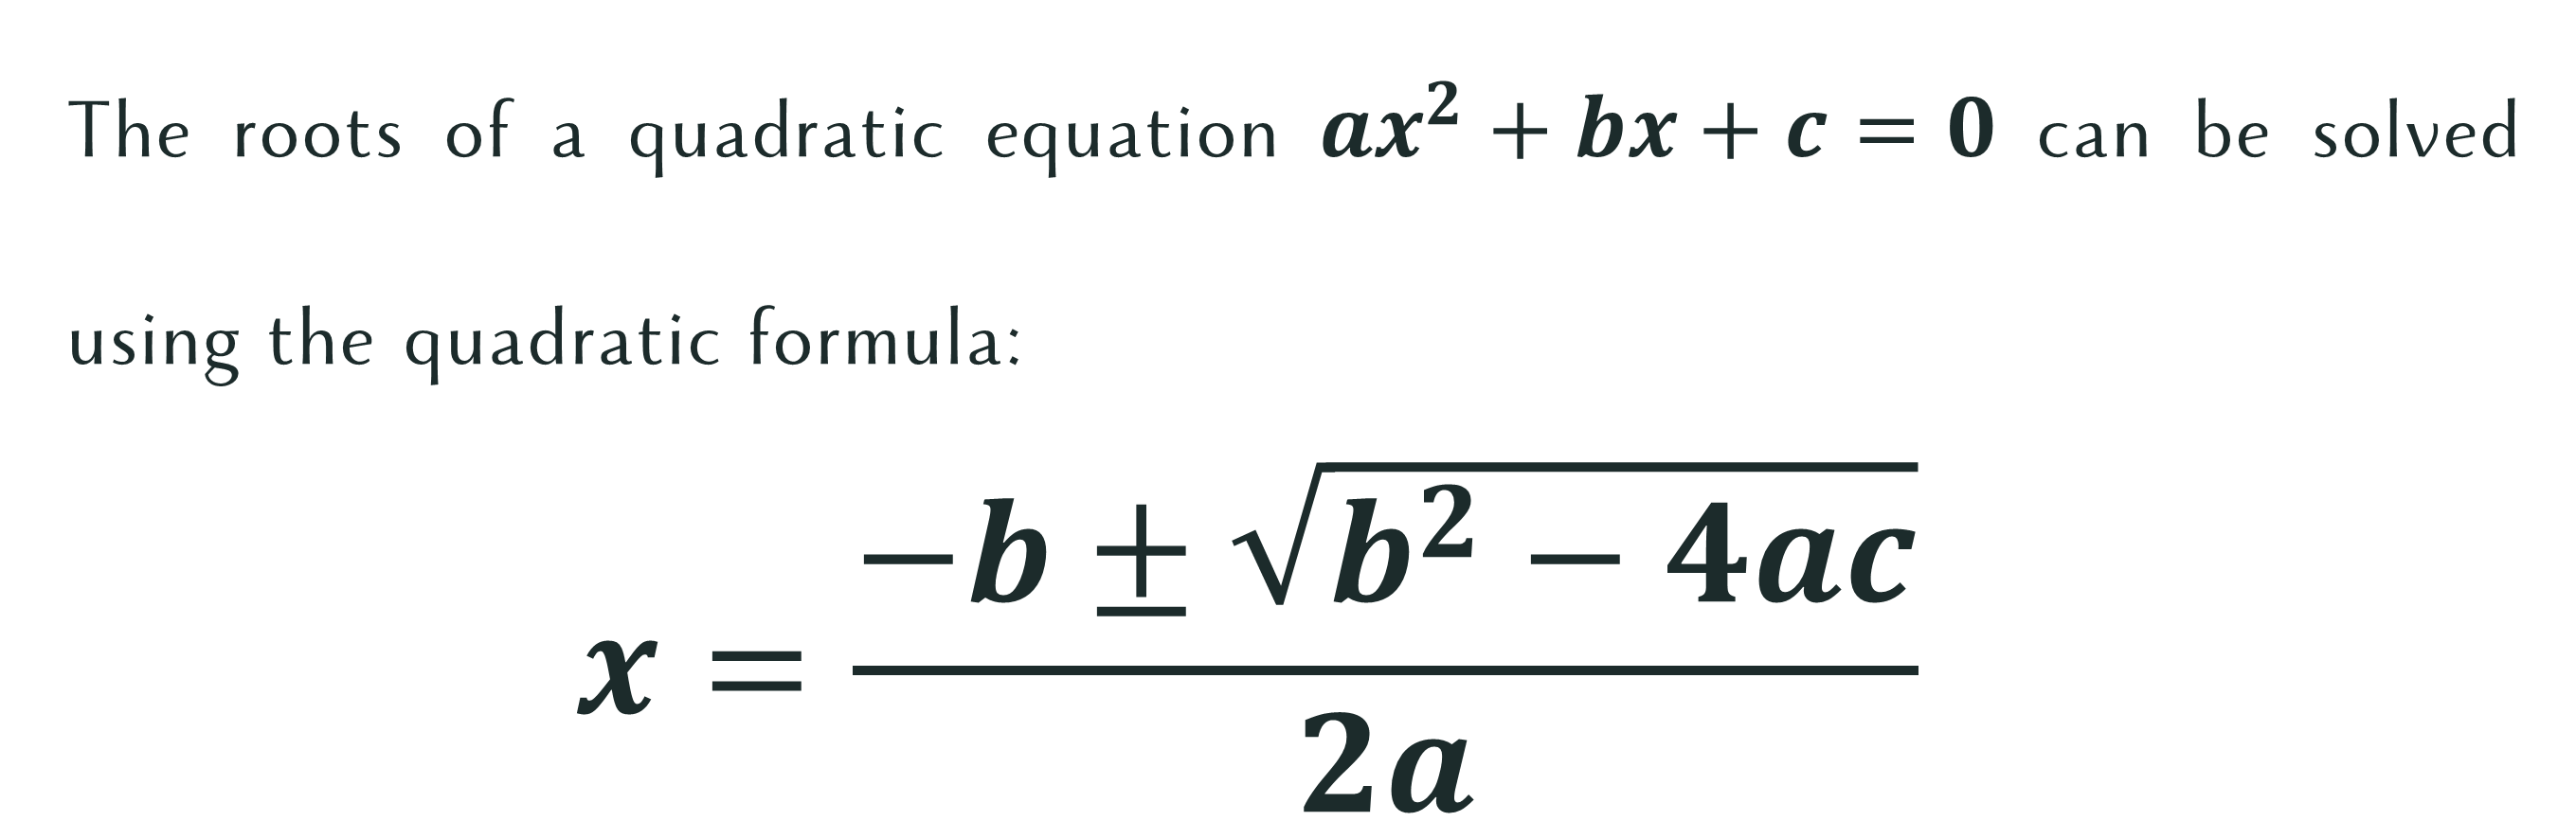 The roots of a quadratic equation ax² + bx + c = 0 can be solved
using the quadratic formula:
x = (−b ± √(b² − 4ac)) / (2a)